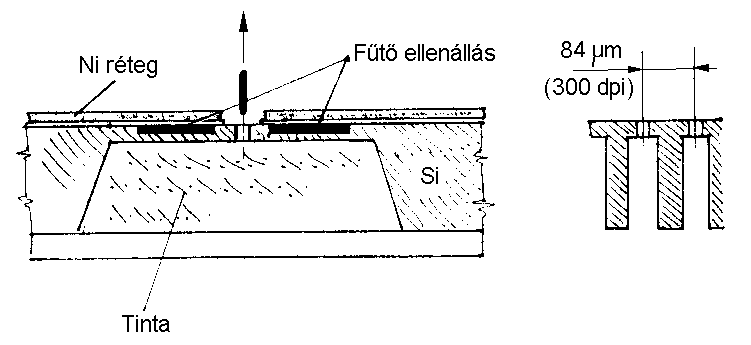 Ni réteg
Fűtő ellenállás
84 µm
(300 dpi)
Si
Tinta